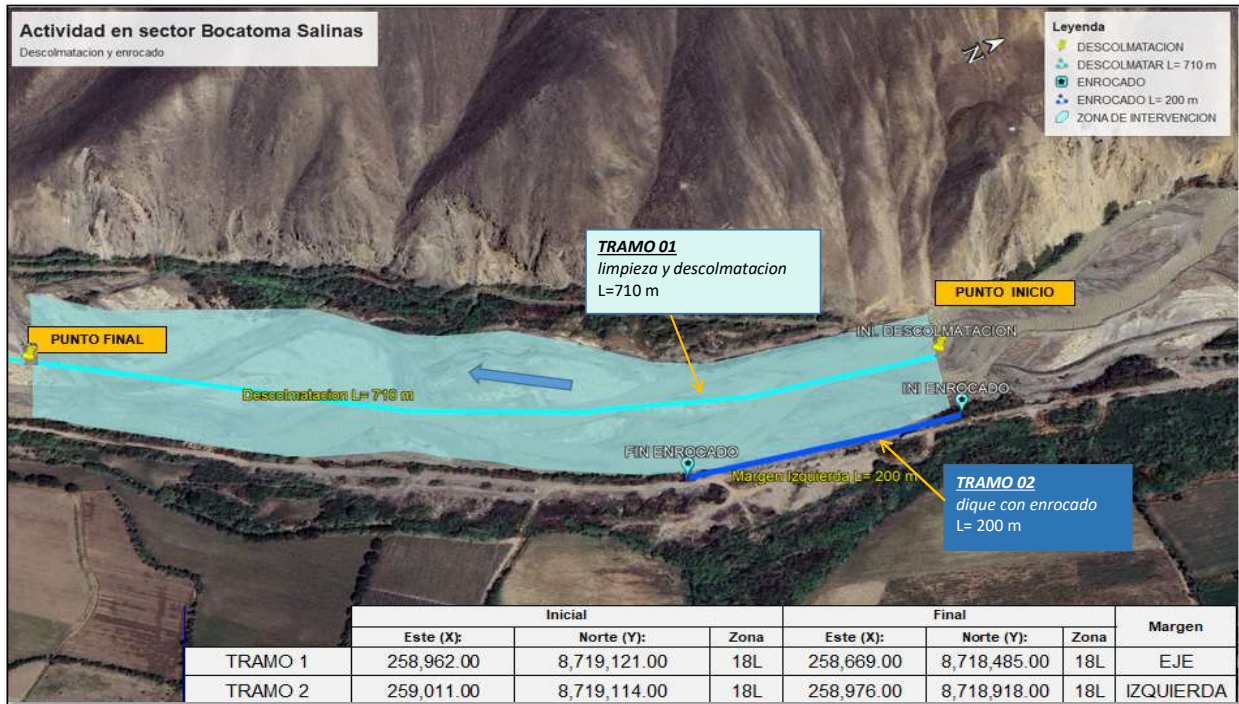 Actividad en sector Bocatoma Salinas
Descolmatacion y enrocado
Leyenda
DESCOLMATACION
DESCOLMATAR L= 710 m
ENROCADO
ENROCADO L= 200 m
ZONA DE INTERVENCION
N
TRAMO 01
limpieza y descolmatacion
L=710 m
PUNTO INICIO
INI. DESCOLMATACION
PUNTO FINAL
Descolmatacion L= 710 m
INI ENROCADO
FIN ENROCADO
Margen Izquierda L= 200 m
TRAMO 02
dique con enrocado
L= 200 m
Inicial Final Margen
Este (X): Norte (Y): Zona Este (X): Norte (Y): Zona
TRAMO 1 258,962.00 8,719,121.00 18L 258,669.00 8,718,485.00 18L EJE
TRAMO 2 259,011.00 8,719,114.00 18L 258,976.00 8,718,918.00 18L IZQUIERDA